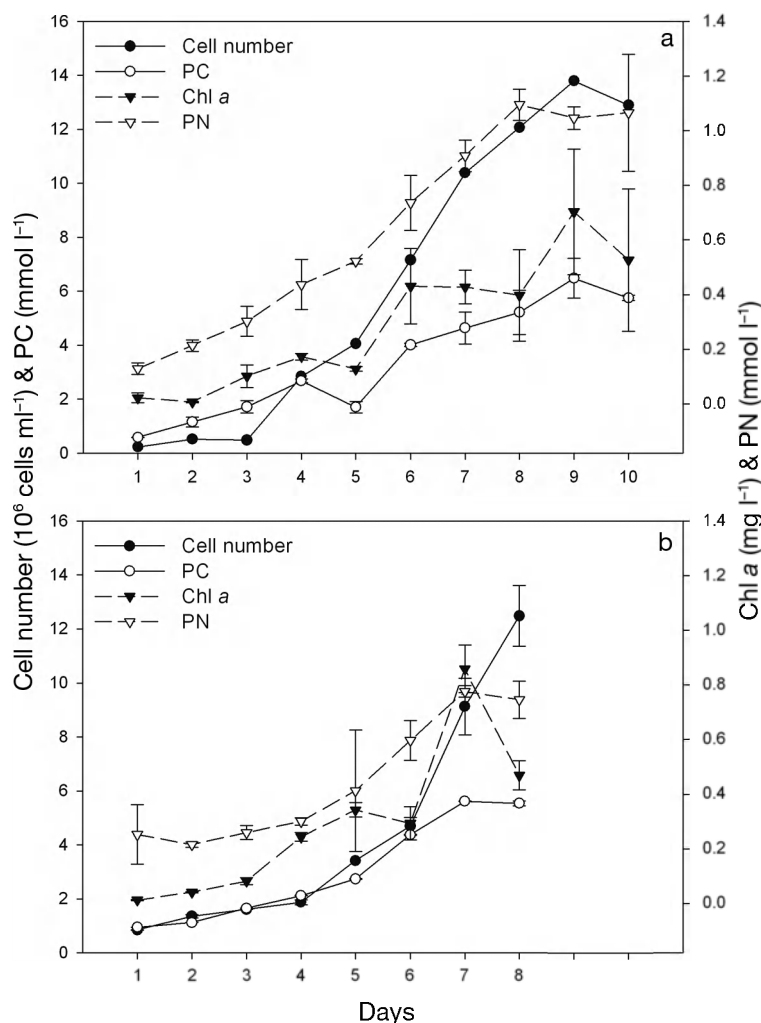 Cell number (10⁶ cells ml⁻¹) & PC (mmol l⁻¹)
Chl a (mg l⁻¹) & PN (mmol l⁻¹)
a
Cell number
PC
Chl a
PN
16
14
12
10
8
6
4
2
0
1.4
1.2
1.0
0.8
0.6
0.4
0.2
0.0
1 2 3 4 5 6 7 8 9 10
b
Cell number
PC
Chl a
PN
16
14
12
10
8
6
4
2
0
1.4
1.2
1.0
0.8
0.6
0.4
0.2
0.0
1 2 3 4 5 6 7 8
Days